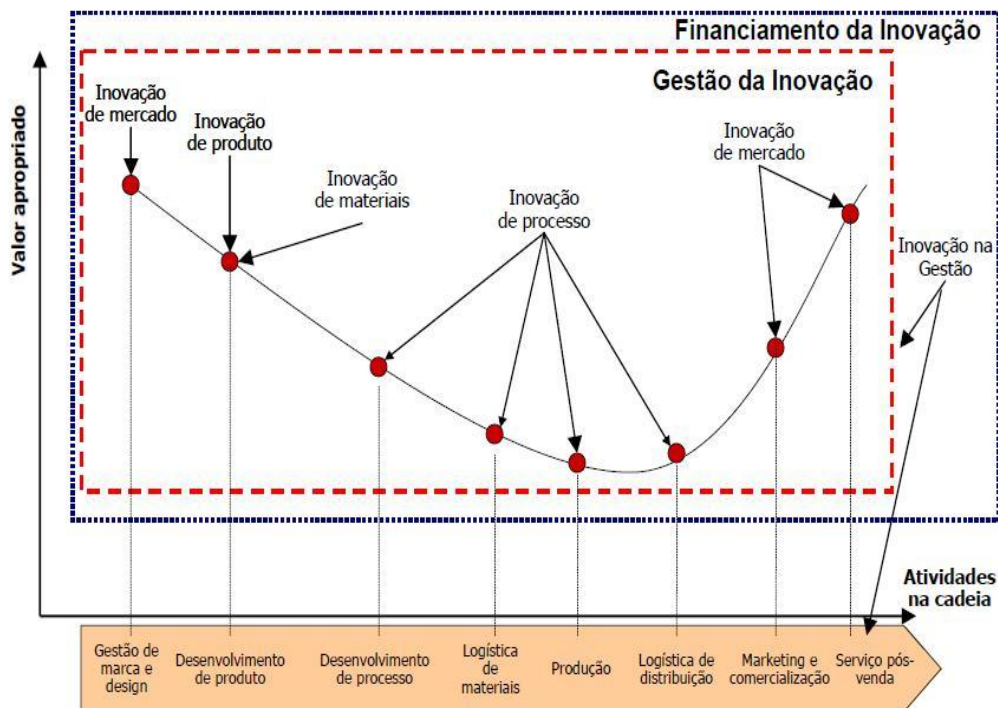 Financiamento da Inovação
Gestão da Inovação
Valor apropriado
Inovação
de mercado
Inovação
de produto
Inovação
de materiais
Inovação
de processo
Inovação
de mercado
Inovação na
Gestão
Atividades
na cadeia
Gestão de
marca e
design
Desenvolvimento
de produto
Desenvolvimento
de processo
Logística
de
materiais
Produção
Logística de
distribuição
Marketing e
comercialização
Serviço pós-
venda